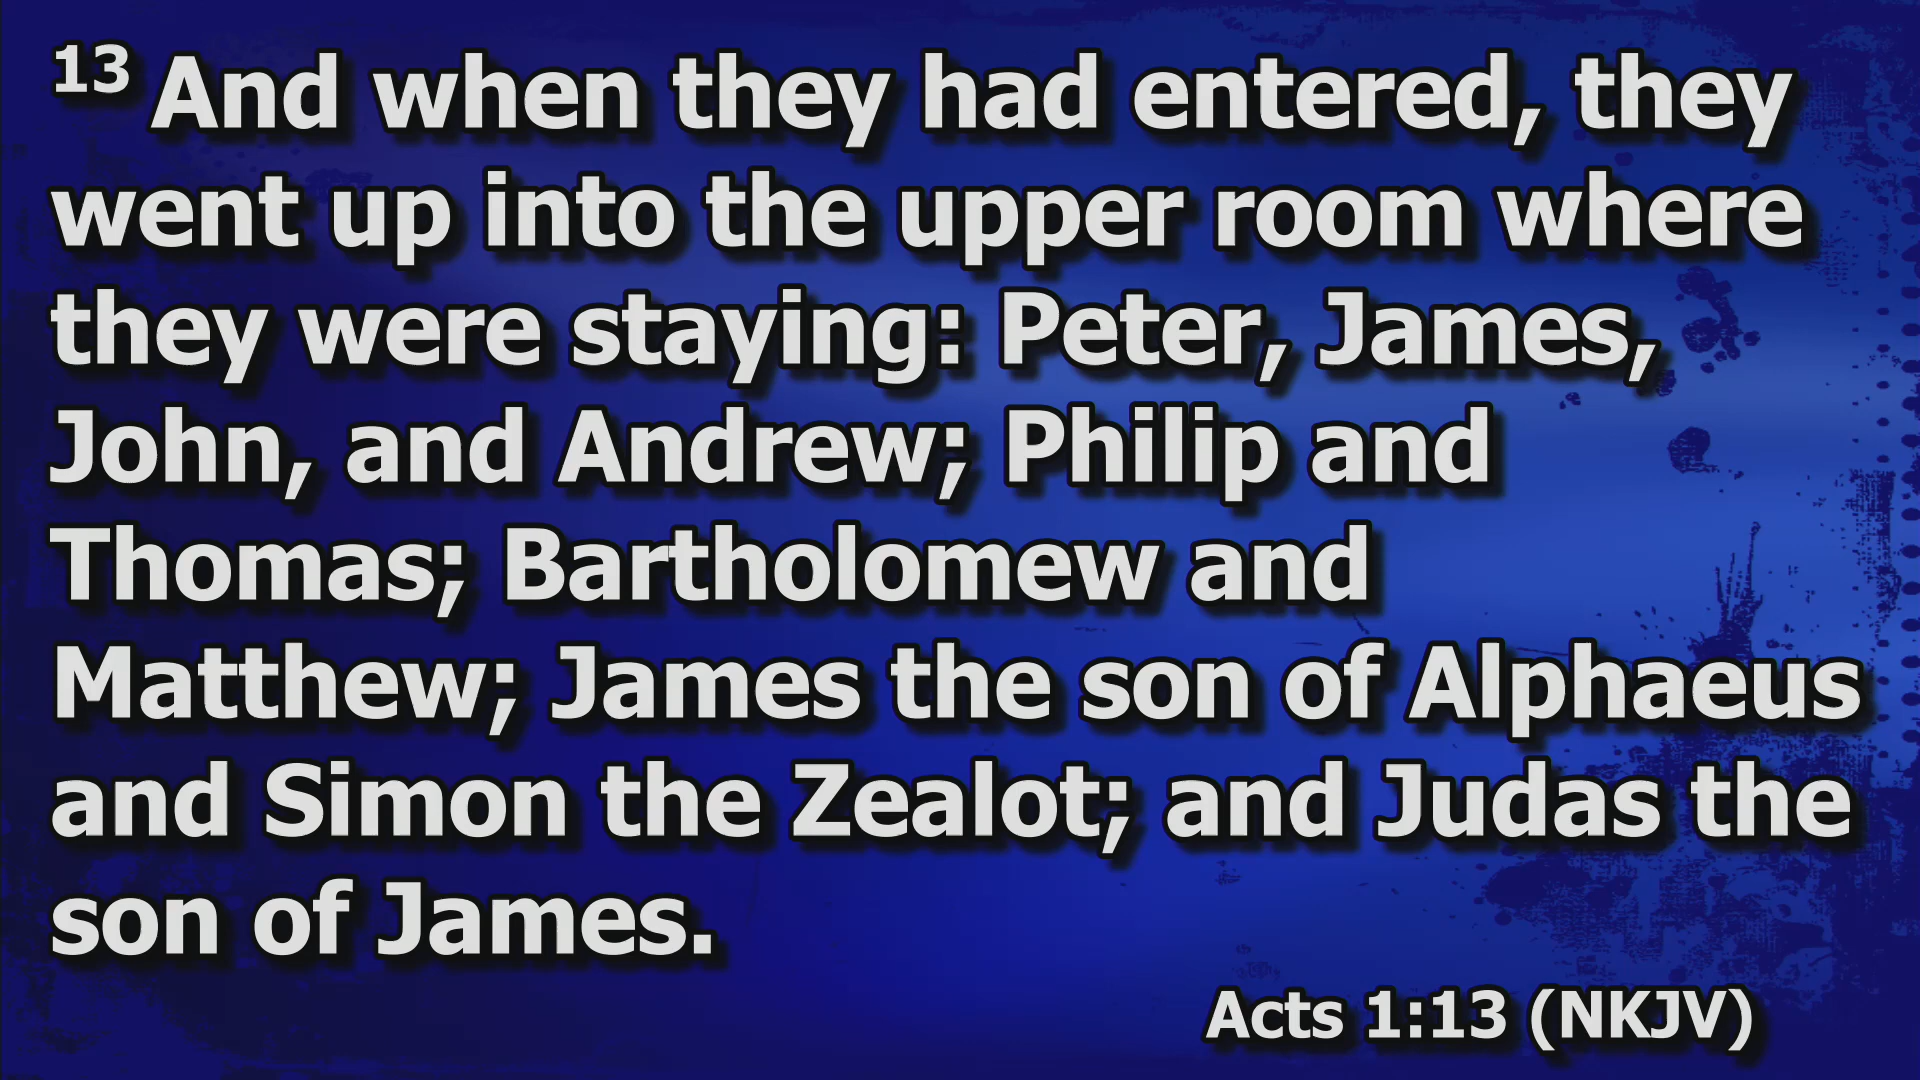 13 And when they had entered, they
went up into the upper room where
they were staying: Peter, James,
John, and Andrew; Philip and
Thomas; Bartholomew and
Matthew; James the son of Alphaeus
and Simon the Zealot; and Judas the
son of James.
Acts 1:13 (NKJV)